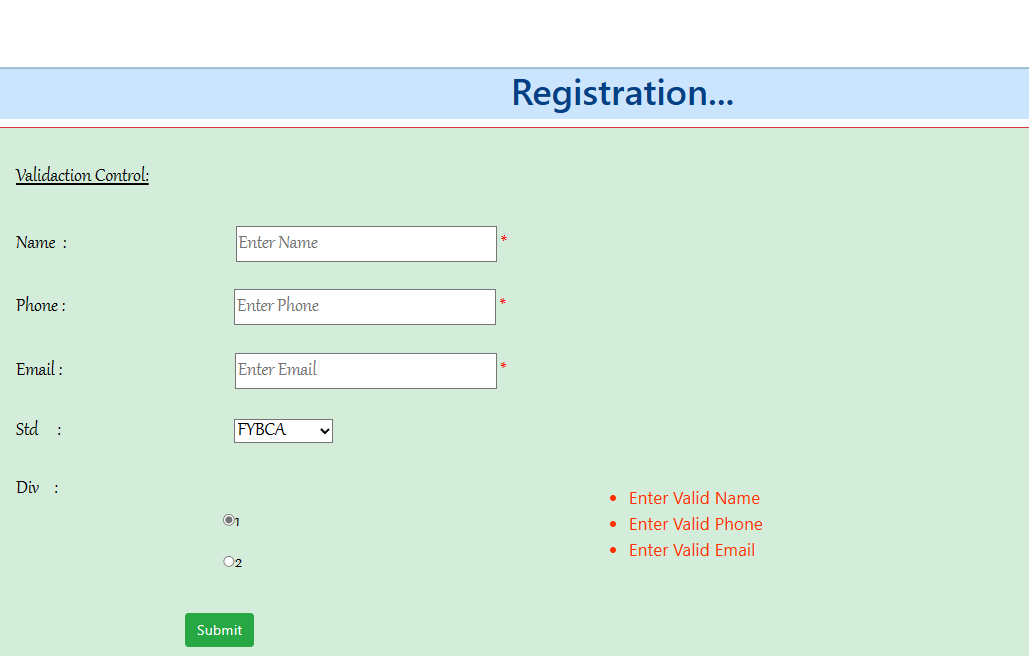 Registration...
Validaction Control:
Name :
Enter Name *
Phone :
Enter Phone *
Email :
Enter Email *
Std :
FYBCA
Div :
1
2
• Enter Valid Name
• Enter Valid Phone
• Enter Valid Email
Submit